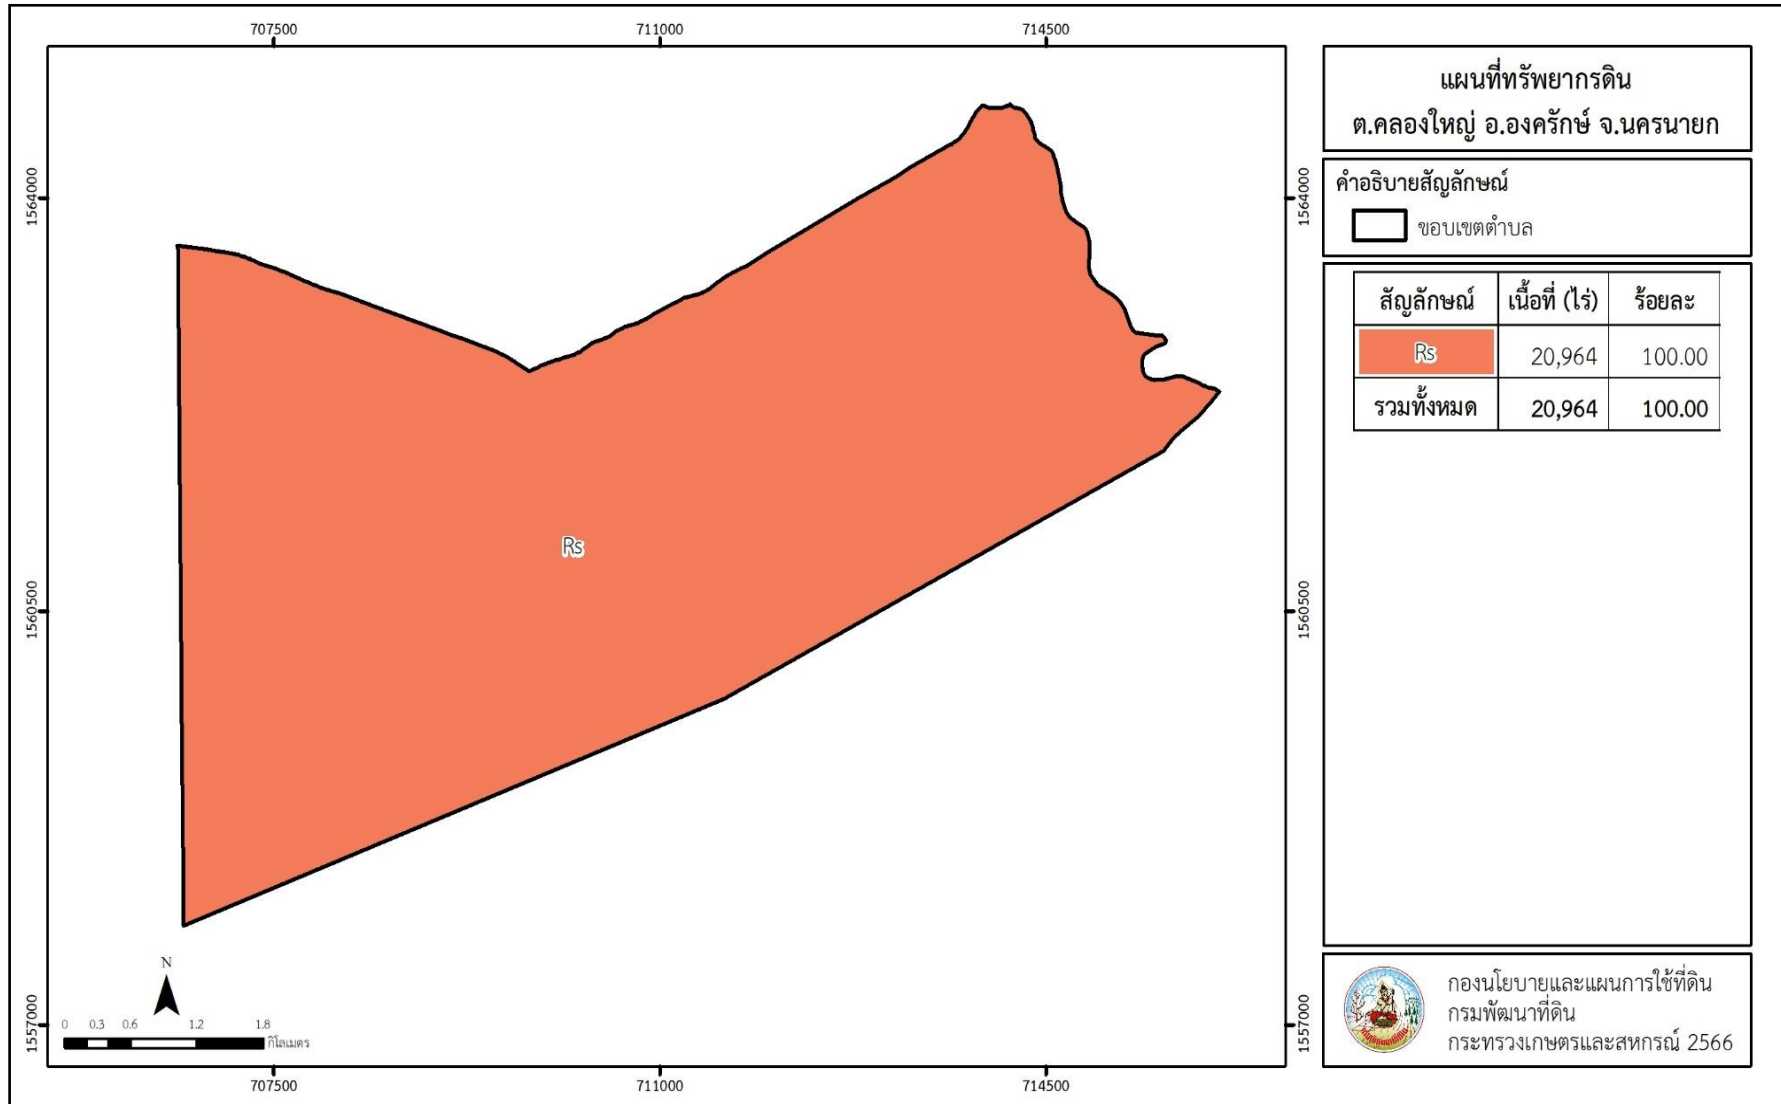 707500
711000
714500
1564000
1564000
1560500
1560500
1557000
1557000
Rs
N
0 0.3 0.6 1.2 1.8
กิโลเมตร
707500
711000
714500
แผนที่ทรัพยากรดิน
ต.คลองใหญ่ อ.องครักษ์ จ.นครนายก
คำอธิบายสัญลักษณ์
ขอบเขตตำบล
สัญลักษณ์ เนื้อที่ (ไร่) ร้อยละ
Rs 20,964 100.00
รวมทั้งหมด 20,964 100.00
กองนโยบายและแผนการใช้ที่ดิน
กรมพัฒนาที่ดิน
กระทรวงเกษตรและสหกรณ์ 2566